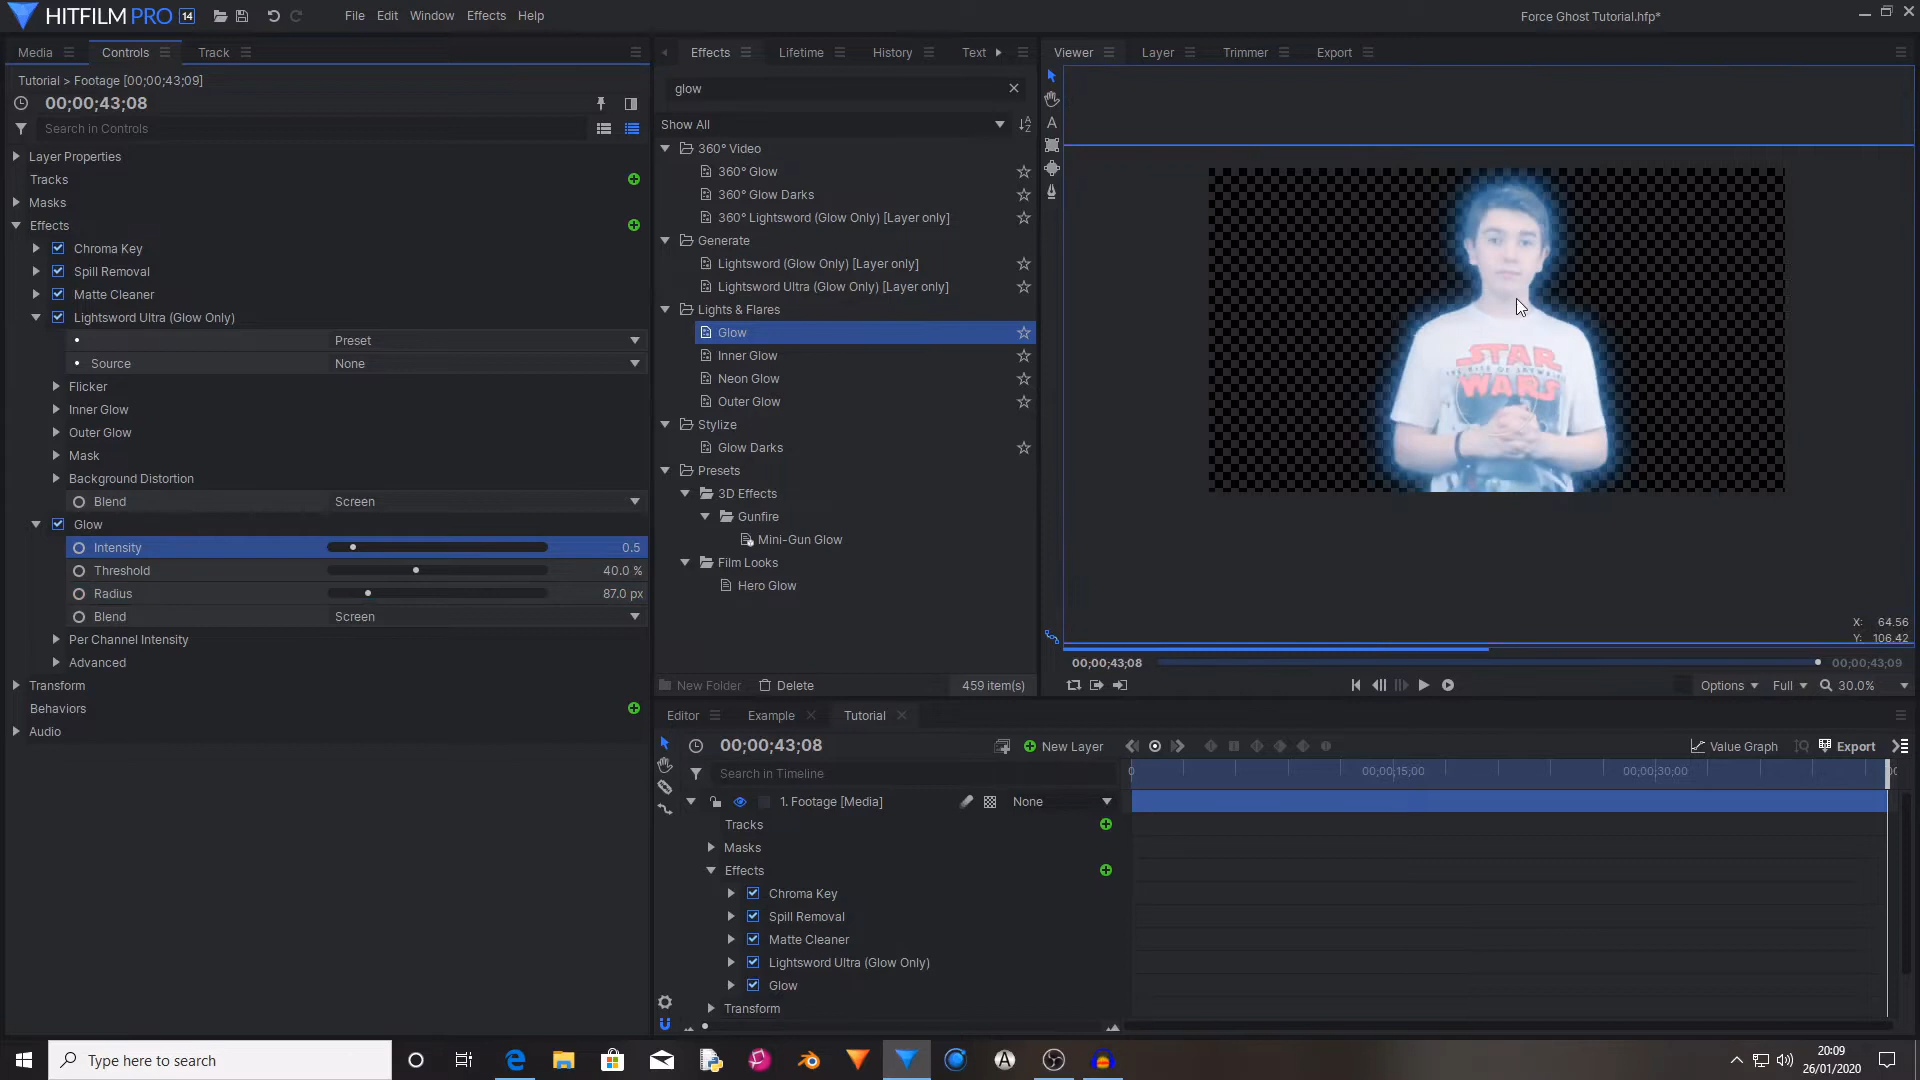 HITFILM PRO 14
File Edit Window Effects Help
Force Ghost Tutorial.hfp*
Media Controls Track
Tutorial > Footage [00;00;43;09]
00;00;43;08
Search in Controls
Layer Properties
Tracks
Masks
Effects
Chroma Key
Spill Removal
Matte Cleaner
Lightsword Ultra (Glow Only)
Preset
Source None
Flicker
Inner Glow
Outer Glow
Mask
Background Distortion
Blend Screen
Glow
Intensity 0.5
Threshold 40.0 %
Radius 87.0 px
Blend Screen
Per Channel Intensity
Advanced
Transform
Behaviors
Audio
Effects Lifetime History Text
glow
Show All
360° Video
360° Glow
360° Glow Darks
360° Lightsword (Glow Only) [Layer only]
Generate
Lightsword (Glow Only) [Layer only]
Lightsword Ultra (Glow Only) [Layer only]
Lights & Flares
Glow
Inner Glow
Neon Glow
Outer Glow
Stylize
Glow Darks
Presets
3D Effects
Gunfire
Mini-Gun Glow
Film Looks
Hero Glow
New Folder Delete 459 item(s)
Viewer Layer Trimmer Export
STAR
WARS
X: 64.56
Y: 106.42
00;00;43;08 00;00;43;09
Options Full 30.0%
Editor Example Tutorial
00;00;43;08 New Layer Value Graph Export
Search in Timeline
0 00;00;15;00 00;00;30;00
1. Footage [Media] None
Tracks
Masks
Effects
Chroma Key
Spill Removal
Matte Cleaner
Lightsword Ultra (Glow Only)
Glow
Transform
Type here to search
20:09
26/01/2020